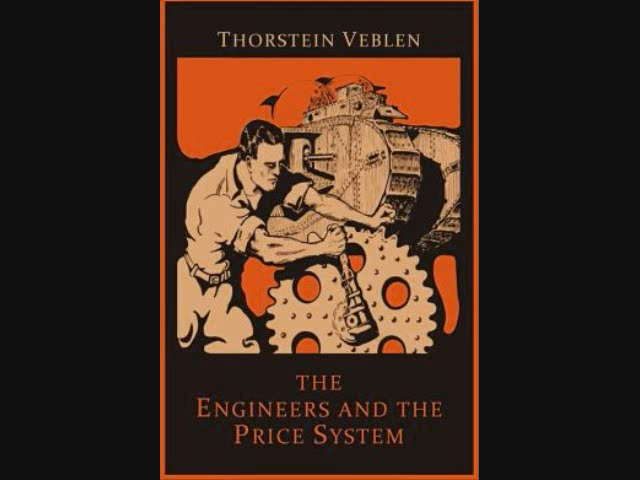 THORSTEIN VEBLEN
THE
ENGINEERS AND THE
PRICE SYSTEM